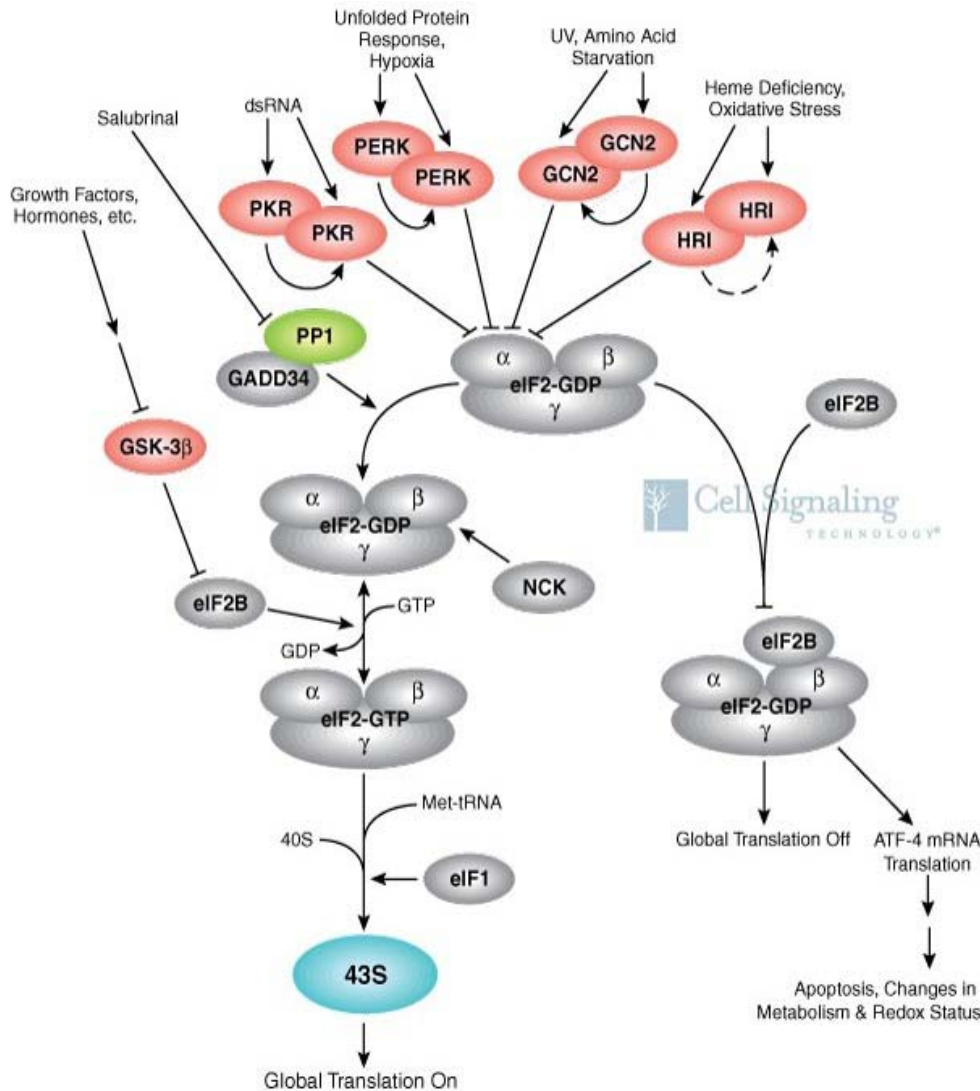 Unfolded Protein
Response,
Hypoxia
UV, Amino Acid
Starvation
Heme Deficiency,
Oxidative Stress
Salubrinal
dsRNA
Growth Factors,
Hormones, etc.
PERK
PERK
GCN2
GCN2
PKR
PKR
HRI
HRI
PP1
GADD34
α
β
eIF2-GDP
γ
eIF2B
GSK-3β
Cell Signaling
TECHNOLOGY®
α
β
eIF2-GDP
γ
NCK
eIF2B
GTP
GDP
eIF2B
α
β
eIF2-GDP
γ
α
β
eIF2-GTP
γ
Met-tRNA
40S
eIF1
Global Translation Off
ATF-4 mRNA
Translation
43S
Apoptosis, Changes in
Metabolism & Redox Status
Global Translation On